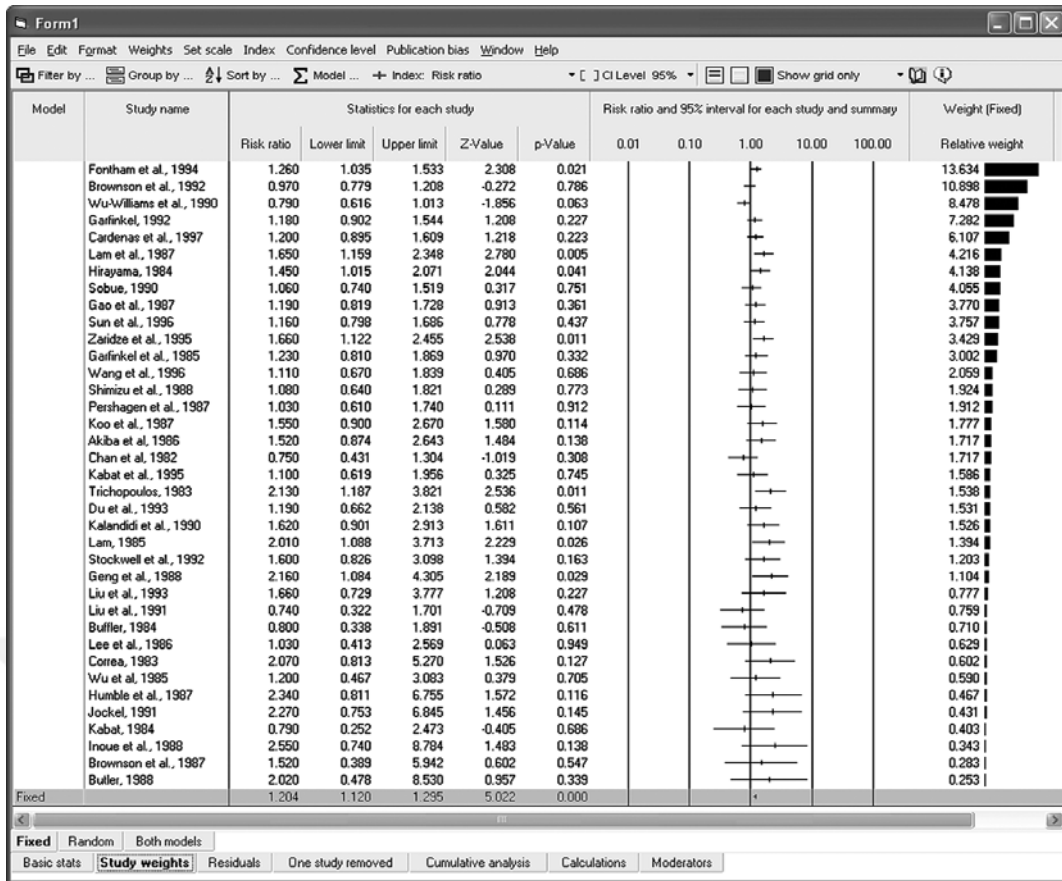 Form1
File Edit Format Weights Set scale Index Confidence level Publication bias Window Help
Filter by ... Group by ... Sort by ... Model ... Index: Risk ratio CI Level 95% Show grid only
Model Study name Statistics for each study Risk ratio and 95% interval for each study and summary Weight (Fixed)
Risk ratio Lower limit Upper limit Z-Value p-Value 0.01 0.10 1.00 10.00 100.00 Relative weight
Fontham et al., 1994 1.260 1.035 1.533 2.308 0.021 13.634
Brownson et al., 1992 0.970 0.779 1.208 -0.272 0.786 10.898
Wu-Williams et al., 1990 0.790 0.616 1.013 -1.856 0.063 8.478
Garfinkel, 1992 1.180 0.902 1.544 1.208 0.227 7.282
Cardenas et al., 1997 1.200 0.895 1.609 1.218 0.223 6.107
Lam et al., 1987 1.650 1.159 2.348 2.780 0.005 4.216
Hirayama, 1984 1.450 1.015 2.071 2.044 0.041 4.138
Sobue, 1990 1.060 0.740 1.519 0.317 0.751 4.055
Gao et al., 1987 1.190 0.819 1.728 0.913 0.361 3.770
Sun et al., 1996 1.160 0.798 1.686 0.778 0.437 3.757
Zaridze et al., 1995 1.660 1.122 2.455 2.538 0.011 3.429
Garfinkel et al., 1985 1.230 0.810 1.869 0.970 0.332 3.002
Wang et al., 1996 1.110 0.670 1.839 0.405 0.686 2.059
Shimizu et al., 1988 1.080 0.640 1.821 0.289 0.773 1.924
Pershagen et al., 1987 1.030 0.610 1.740 0.111 0.912 1.912
Koo et al., 1987 1.550 0.900 2.670 1.580 0.114 1.777
Akiba et al, 1986 1.520 0.874 2.643 1.484 0.138 1.717
Chan et al, 1982 0.750 0.431 1.304 -1.019 0.308 1.717
Kabat et al., 1995 1.100 0.619 1.956 0.325 0.745 1.586
Trichopoulos, 1983 2.130 1.187 3.821 2.536 0.011 1.538
Du et al., 1993 1.190 0.662 2.138 0.582 0.561 1.531
Kalandidi et al., 1990 1.620 0.901 2.913 1.611 0.107 1.526
Lam, 1985 2.010 1.088 3.713 2.229 0.026 1.394
Stockwell et al., 1992 1.600 0.826 3.098 1.394 0.163 1.203
Geng et al., 1988 2.160 1.084 4.305 2.189 0.029 1.104
Liu et al., 1993 1.660 0.729 3.777 1.208 0.227 0.777
Liu et al., 1991 0.740 0.322 1.701 -0.709 0.478 0.759
Buffler, 1984 0.800 0.338 1.891 -0.508 0.611 0.710
Lee et al., 1986 1.030 0.413 2.569 0.063 0.949 0.629
Correa, 1983 2.070 0.813 5.270 1.526 0.127 0.602
Wu et al, 1985 1.200 0.467 3.083 0.379 0.705 0.590
Humble et al., 1987 2.340 0.811 6.755 1.572 0.116 0.467
Jockel, 1991 2.270 0.753 6.845 1.456 0.145 0.431
Kabat, 1984 0.790 0.252 2.473 -0.405 0.686 0.403
Inoue et al., 1988 2.550 0.740 8.784 1.483 0.138 0.343
Brownson et al., 1987 1.520 0.389 5.942 0.602 0.547 0.283
Butler, 1988 2.020 0.478 8.530 0.957 0.339 0.253
Fixed 1.204 1.120 1.295 5.022 0.000
Fixed Random Both models
Basic stats Study weights Residuals One study removed Cumulative analysis Calculations Moderators